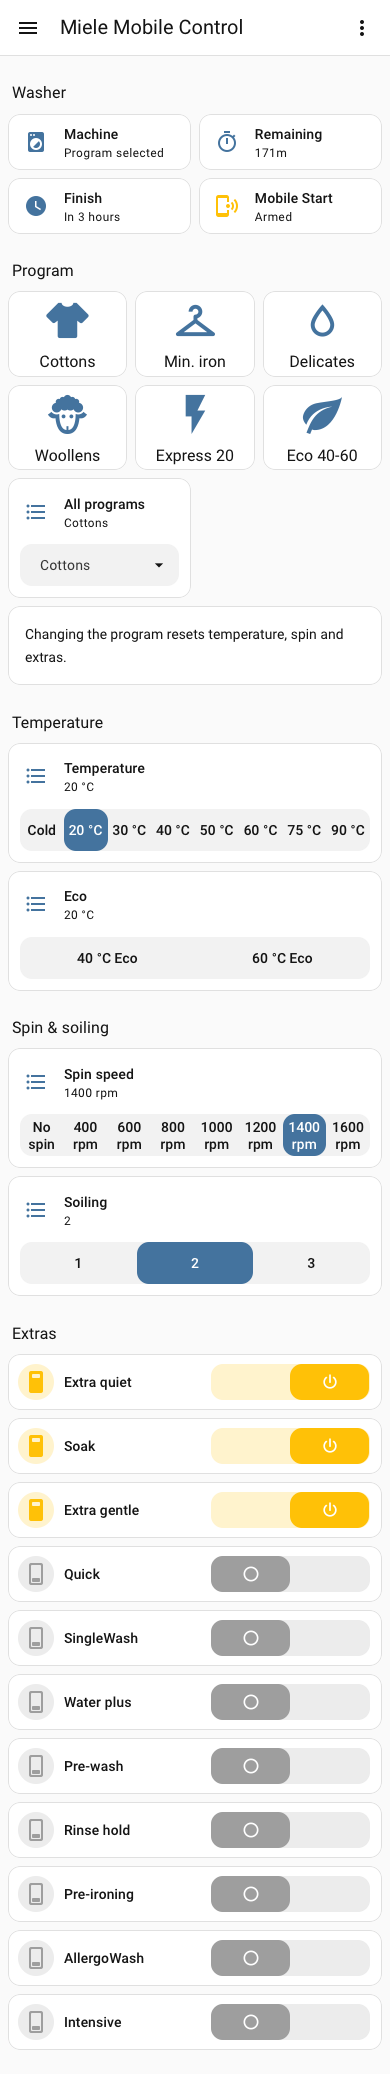 Miele Mobile Control
Washer
Machine
Program selected
Remaining
171m
Finish
In 3 hours
Mobile Start
Armed
Program
Cottons
Min. iron
Delicates
Woollens
Express 20
Eco 40-60
All programs
Cottons
Cottons
Changing the program resets temperature, spin and
extras.
Temperature
Temperature
20 °C
Cold 20 °C 30 °C 40 °C 50 °C 60 °C 75 °C 90 °C
Eco
20 °C
40 °C Eco 60 °C Eco
Spin & soiling
Spin speed
1400 rpm
No spin 400 rpm 600 rpm 800 rpm 1000 rpm 1200 rpm 1400 rpm 1600 rpm
Soiling
2
1 2 3
Extras
Extra quiet
Soak
Extra gentle
Quick
SingleWash
Water plus
Pre-wash
Rinse hold
Pre-ironing
AllergoWash
Intensive